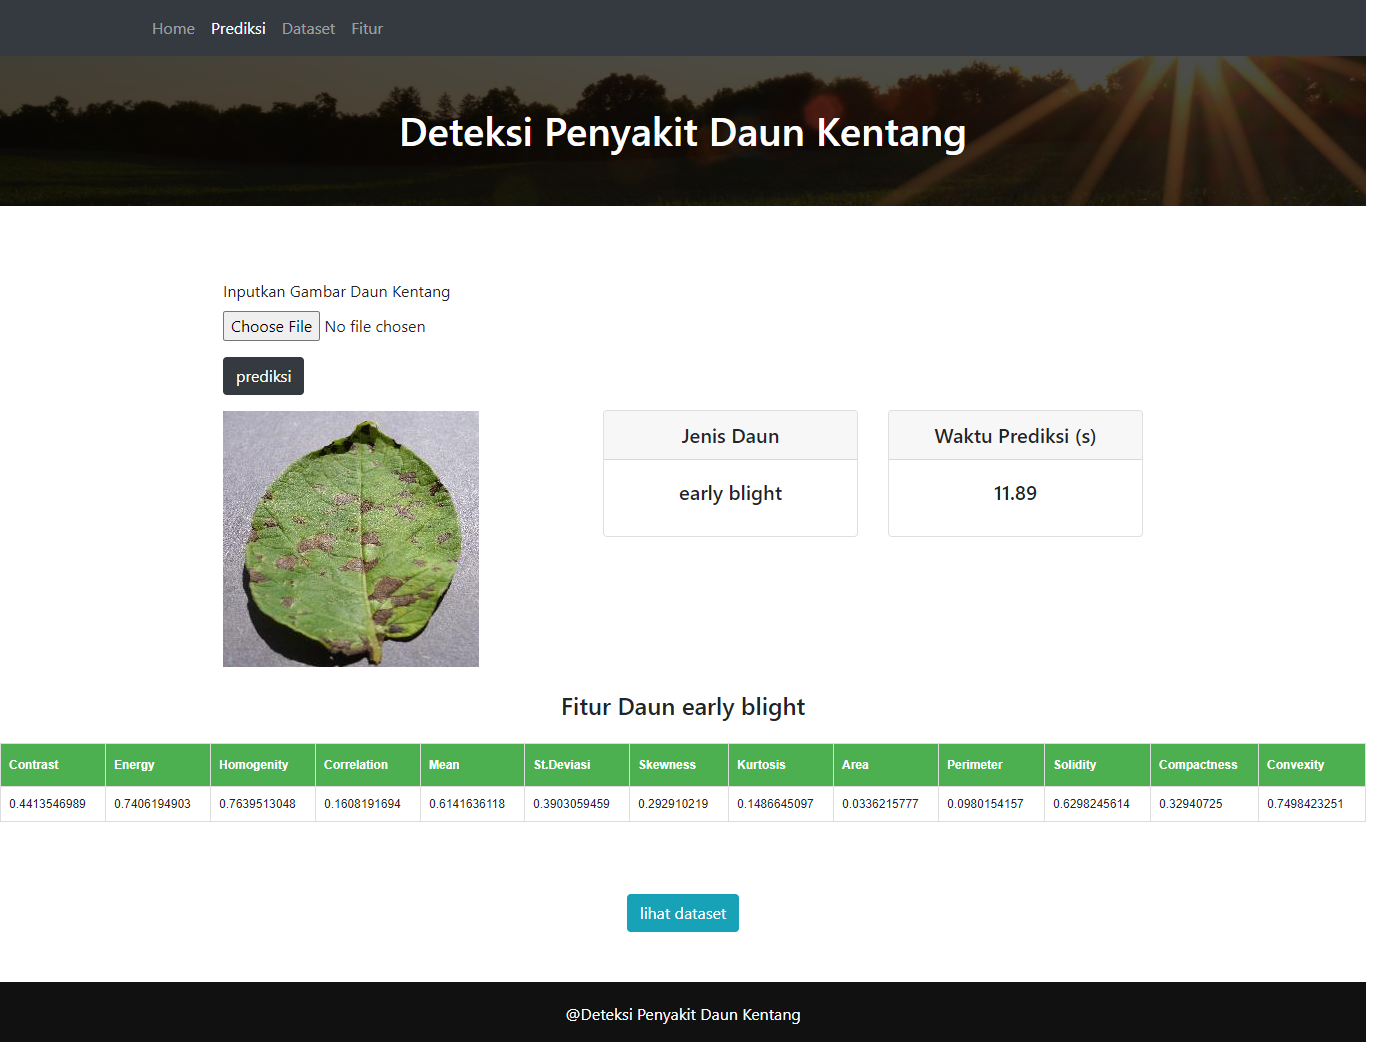 Home Prediksi Dataset Fitur
Deteksi Penyakit Daun Kentang
Inputkan Gambar Daun Kentang
Choose File No file chosen
prediksi
Jenis Daun Waktu Prediksi (s)
early blight 11.89
Fitur Daun early blight
Contrast Energy Homogenity Correlation Mean St.Deviasi Skewness Kurtosis Area Perimeter Solidity Compactness Convexity
0.4413546989 0.7406194903 0.7639513048 0.1608191694 0.6141636118 0.3903059459 0.292910219 0.1486645097 0.0336215777 0.0980154157 0.6298245614 0.32940725 0.7498423251
lihat dataset
@Deteksi Penyakit Daun Kentang